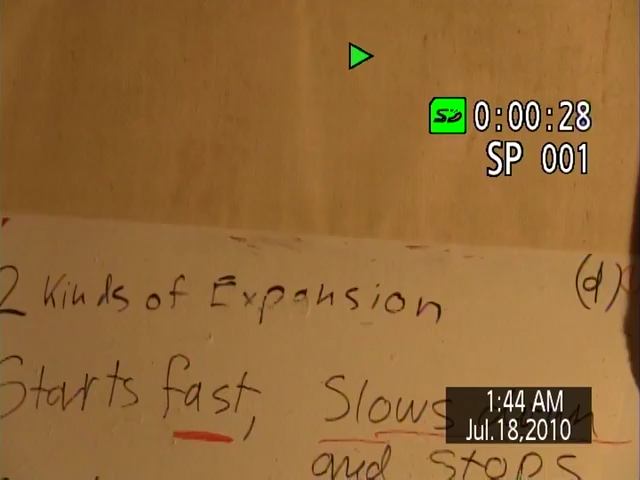 SD 0:00:28
SP 001
2 Kinds of Expansion (d)
Starts fast, Slows down
1:44 AM
Jul.18,2010
and stops